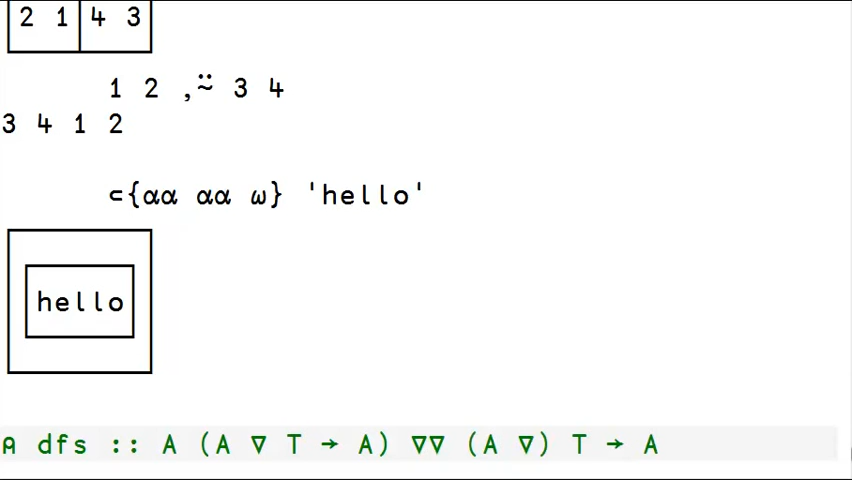 2 1 4 3
1 2 ,⍨ 3 4
3 4 1 2
⊂{⍺⍺ ⍺⍺ ⍵} 'hello'
hello
⍝ dfs :: A (A ∇ T → A) ∇∇ (A ∇) T → A